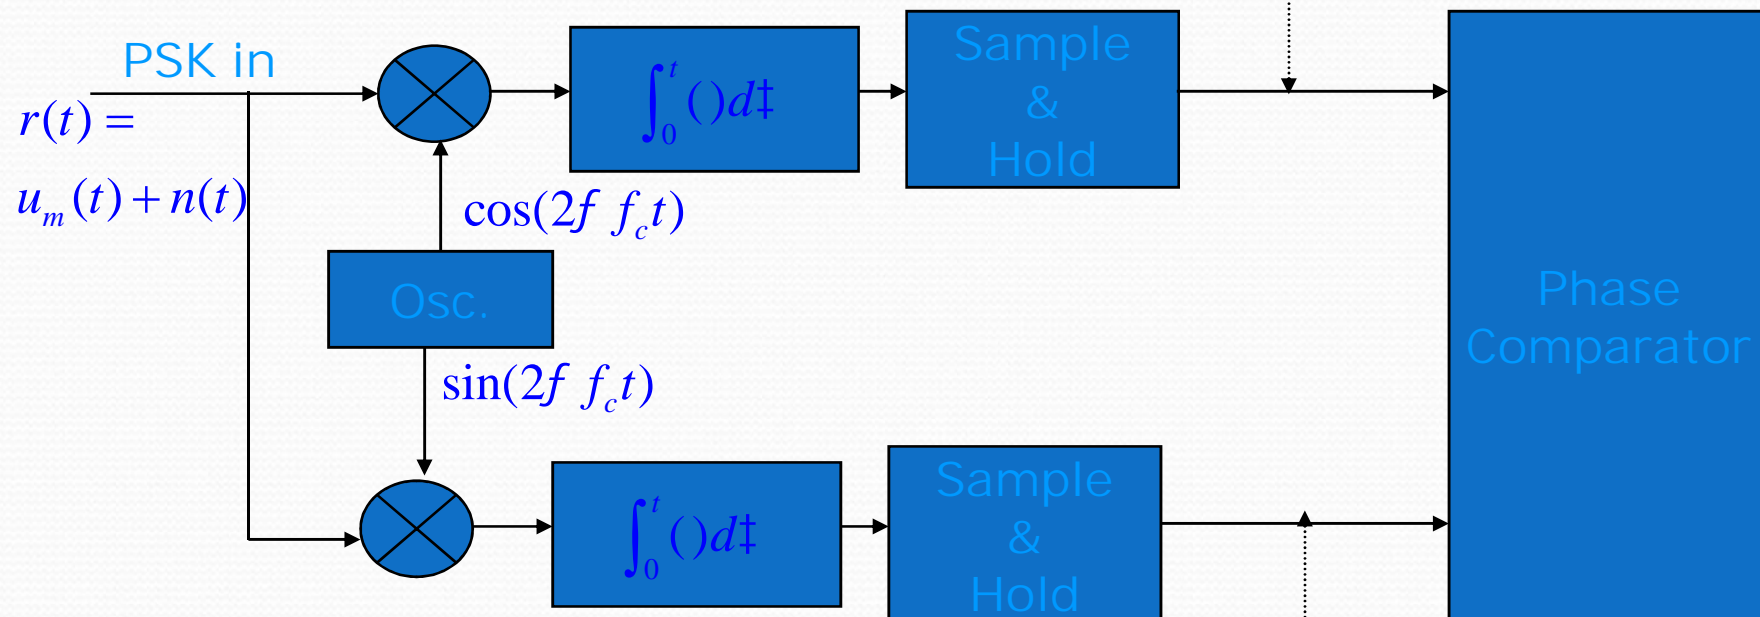 PSK in
r(t) =
u_m(t) + n(t)
∫_0^t ()d‡
Sample
&
Hold
cos(2f f_c t)
Osc.
Phase
Comparator
sin(2f f_c t)
∫_0^t ()d‡
Sample
&
Hold